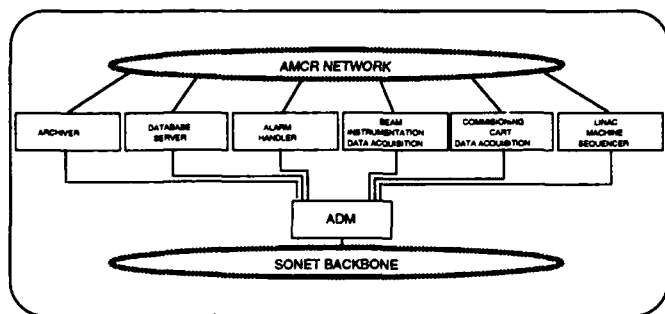 AMCR NETWORK
ARCHIVER
DATABASE
SERVER
ALARM
HANDLER
BEAM
INSTRUMENTATION
DATA ACQUISITION
COMMISIONING
CART
DATA ACQUISITION
LINAC
MACHINE
SEQUENCER
ADM
SONET BACKBONE